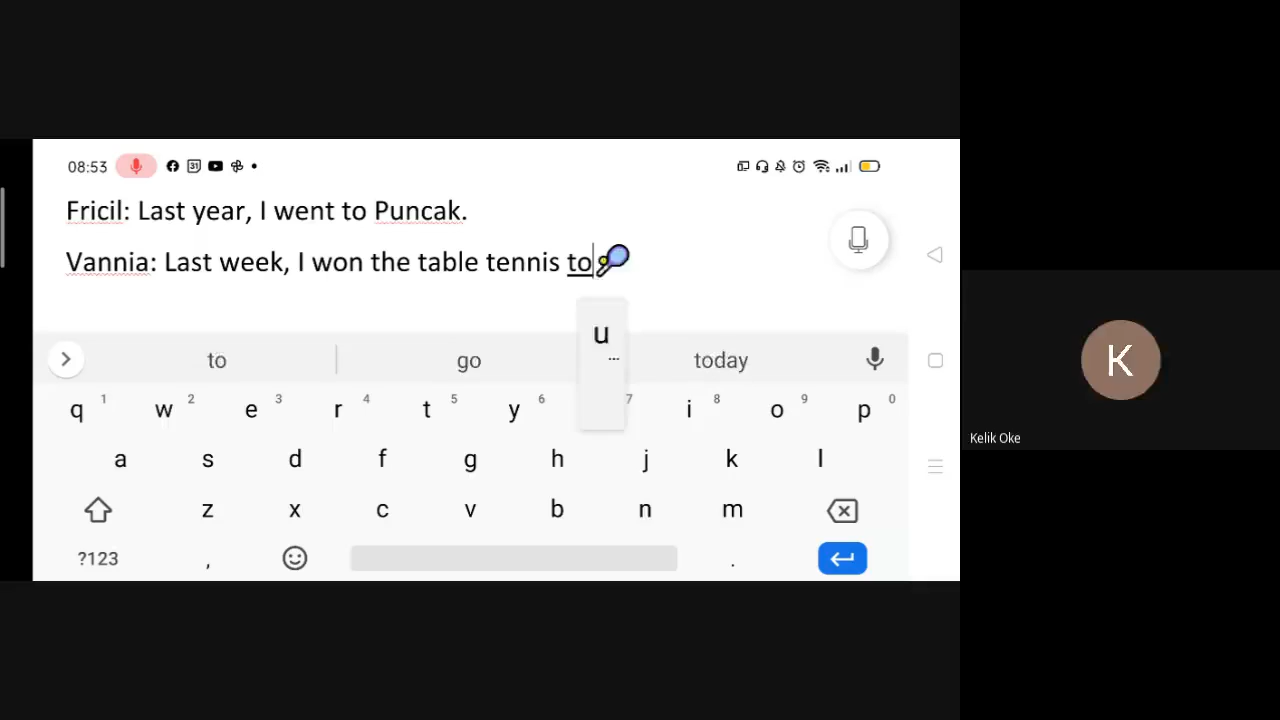 08:53
31
Fricil: Last year, I went to Puncak.
Vannia: Last week, I won the table tennis to
u
...
to go today
q 1 w 2 e 3 r 4 t 5 y 6 7 i 8 o 9 p 0
a s d f g h j k l
z x c v b n m
?123 , .
K
Kelik Oke